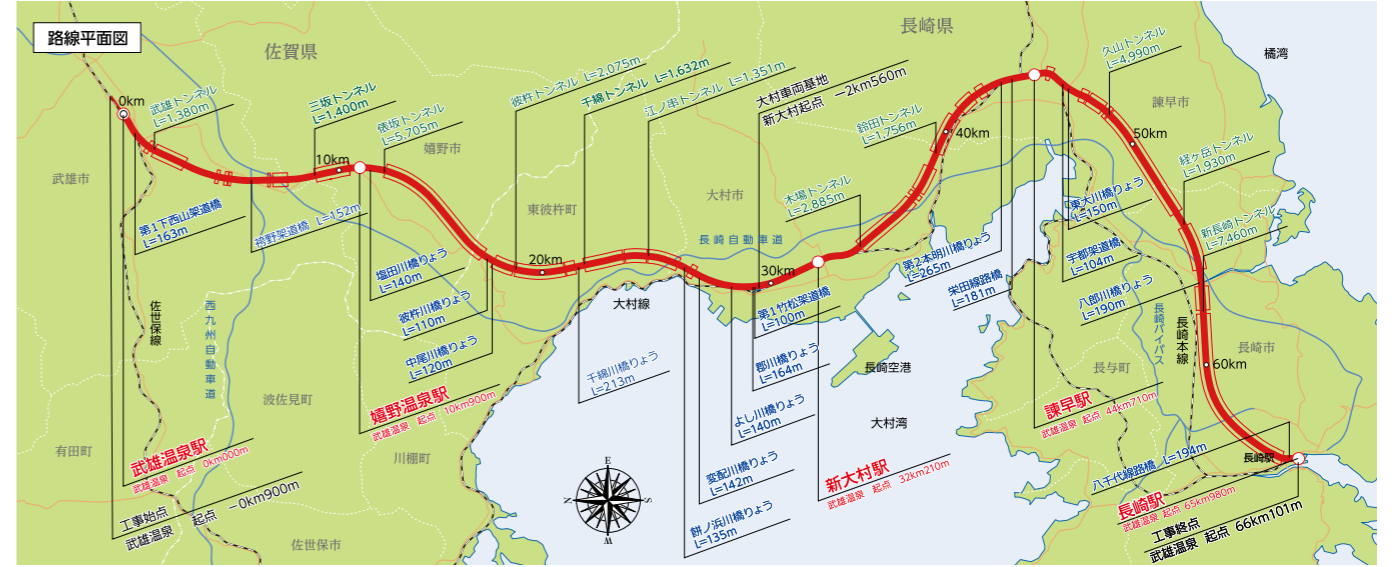 路線平面図
佐賀県
長崎県
橘湾
0km
武雄トンネル
L=1,380m
三坂トンネル
L=1,400m
俵坂トンネル
L=5,705m
彼杵トンネル L=2,075m
千綿トンネル L=1,632m
江ノ串トンネル L=1,351m
大村車両基地
新大村起点 −2km560m
鈴田トンネル
L=1,756m
久山トンネル
L=4,990m
諫早市
10km
40km
50km
武雄市
嬉野市
経ヶ岳トンネル
L=1,930m
東彼杵町
大村市
木場トンネル
L=2,885m
東大川橋りょう
L=150m
新長崎トンネル
L=7,460m
第1下西山架道橋
L=163m
袴野架道橋 L=152m
長崎自動車道
第2本明川橋りょう
L=265m
宇都架道橋
L=104m
塩田川橋りょう
L=140m
20km
30km
栄田線路橋
L=181m
八郎川橋りょう
L=190m
佐世保線
西九州自動車道
彼杵川橋りょう
L=110m
大村線
第1竹松架道橋
L=100m
長崎バイパス
長崎本線
長崎市
中尾川橋りょう
L=120m
千綿川橋りょう
L=213m
郡川橋りょう
L=164m
長崎空港
長与町
60km
波佐見町
嬉野温泉駅
武雄温泉 起点 10km900m
よし川橋りょう
L=140m
大村湾
諫早駅
武雄温泉 起点 44km710m
有田町
武雄温泉駅
武雄温泉 起点 0km000m
川棚町
E
N
S
W
変配川橋りょう
L=142m
新大村駅
武雄温泉 起点 32km210m
八千代線路橋 L=194m
長崎駅
長崎駅
武雄温泉 起点 65km980m
工事始点
武雄温泉 起点 −0km900m
佐世保市
餅ノ浜川橋りょう
L=135m
工事終点
武雄温泉 起点 66km101m